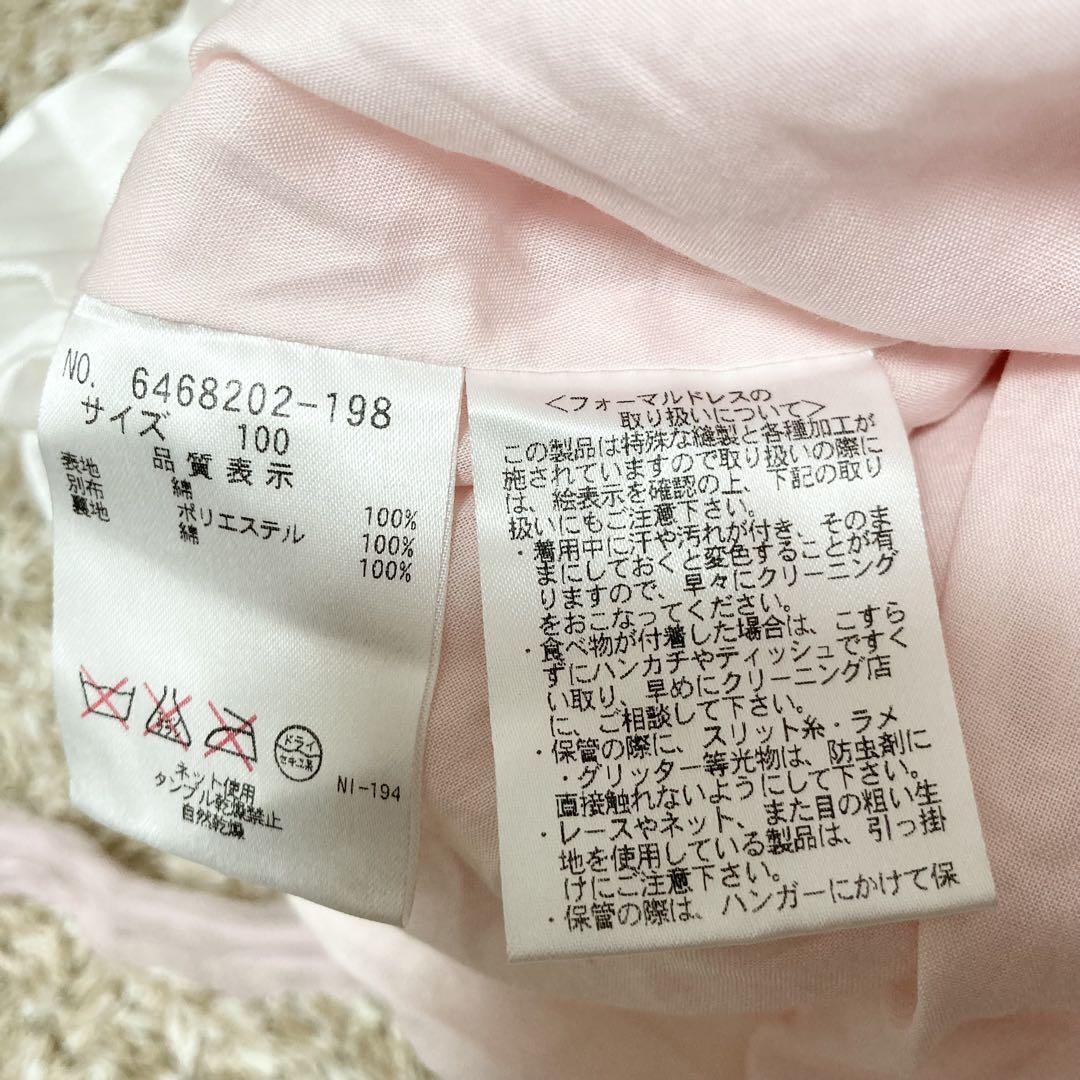 NO. 6468202-198
サイズ 100
品質表示
表地 綿 100%
別布 ポリエステル 100%
裏地 綿 100%
ドライ
セキユ系
ネット使用
タンブル乾燥禁止
自然乾燥
NI-194
<フォーマルドレスの
取り扱いについて>
この製品は特殊な縫製と各種加工が
施されていますので取り扱いの際に
は、絵表示を確認の上、下記の取り
扱いにもご注意下さい。
・着用中に汗や汚れが付き、そのま
まにしておくと変色することが有
りますので、早々にクリーニング
をおこなってください。
・食べ物が付着した場合は、こすら
ずにハンカチやティッシュですく
い取り、早めにクリーニング店
に、ご相談して下さい。
・保管の際に、スリット糸・ラメ
・グリッター等光物は、防虫剤に
直接触れないようにして下さい。
・レースやネット、また目の粗い生
地を使用している製品は、引っ掛
けにご注意下さい。
・保管の際は、ハンガーにかけて保